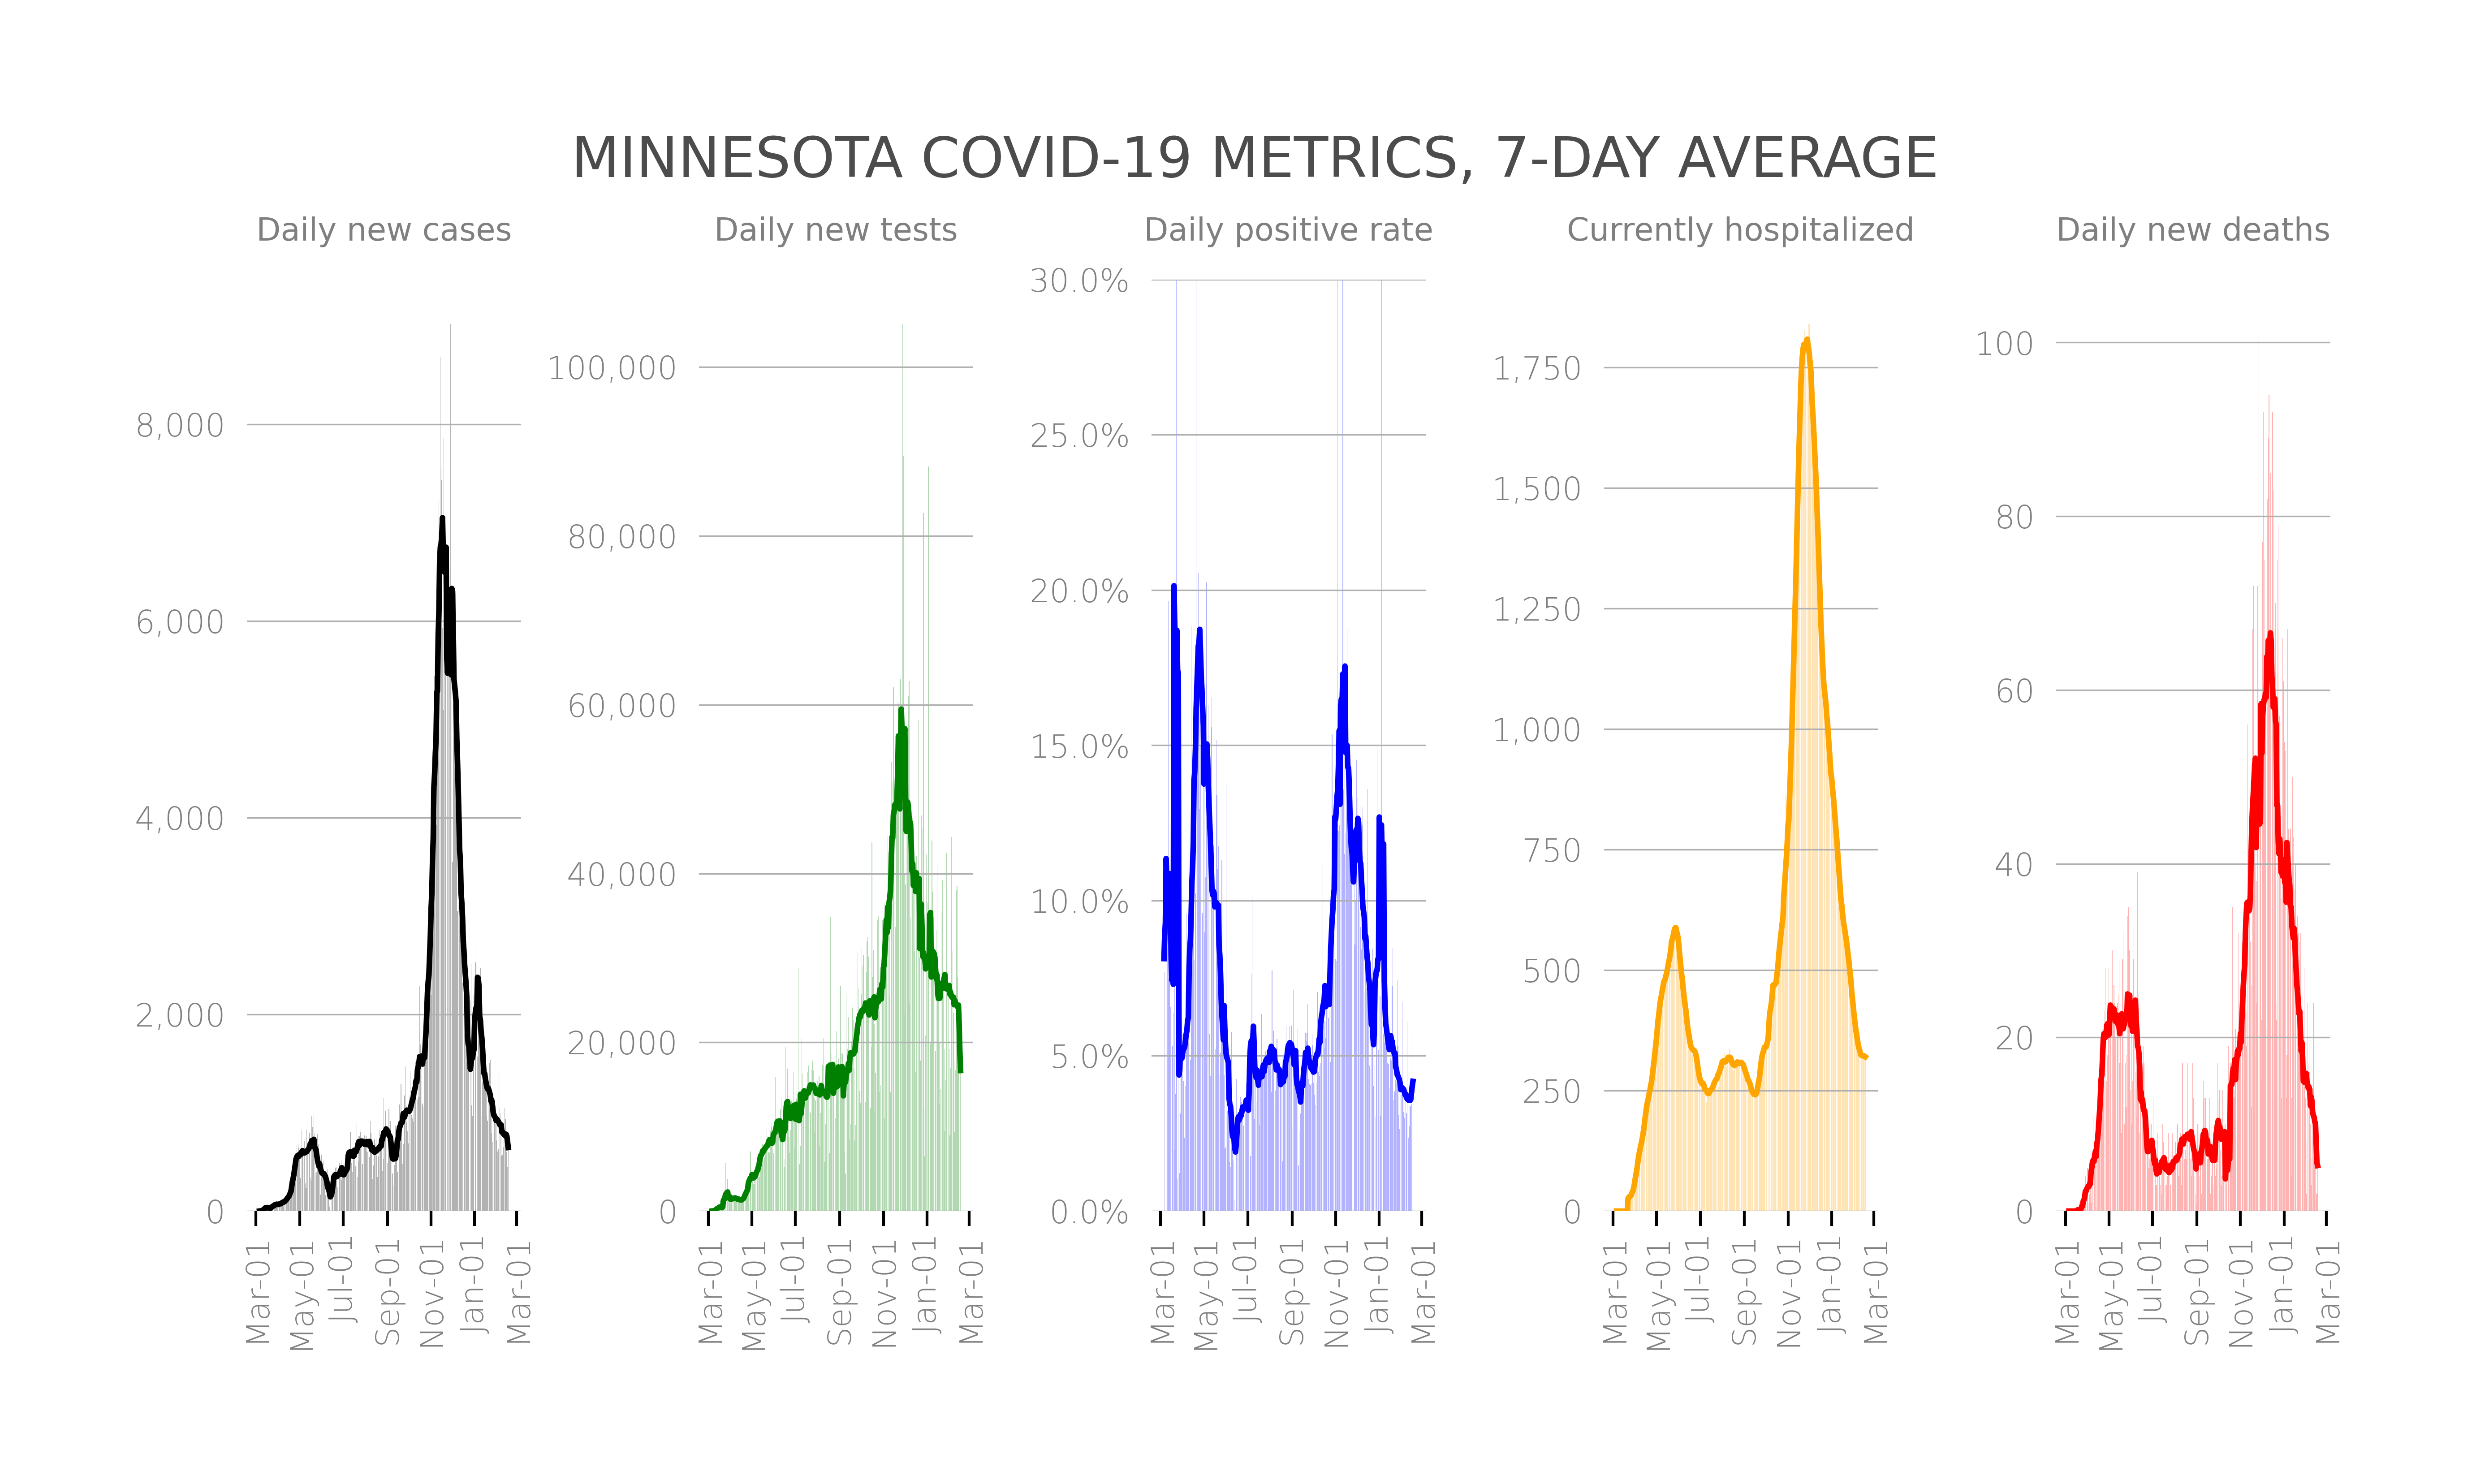 MINNESOTA COVID-19 METRICS, 7-DAY AVERAGE
Daily new cases
8,000
6,000
4,000
2,000
0
Mar-01
May-01
Jul-01
Sep-01
Nov-01
Jan-01
Mar-01
Daily new tests
100,000
80,000
60,000
40,000
20,000
0
Mar-01
May-01
Jul-01
Sep-01
Nov-01
Jan-01
Mar-01
Daily positive rate
30.0%
25.0%
20.0%
15.0%
10.0%
5.0%
0.0%
Mar-01
May-01
Jul-01
Sep-01
Nov-01
Jan-01
Mar-01
Currently hospitalized
1,750
1,500
1,250
1,000
750
500
250
0
Mar-01
May-01
Jul-01
Sep-01
Nov-01
Jan-01
Mar-01
Daily new deaths
100
80
60
40
20
0
Mar-01
May-01
Jul-01
Sep-01
Nov-01
Jan-01
Mar-01